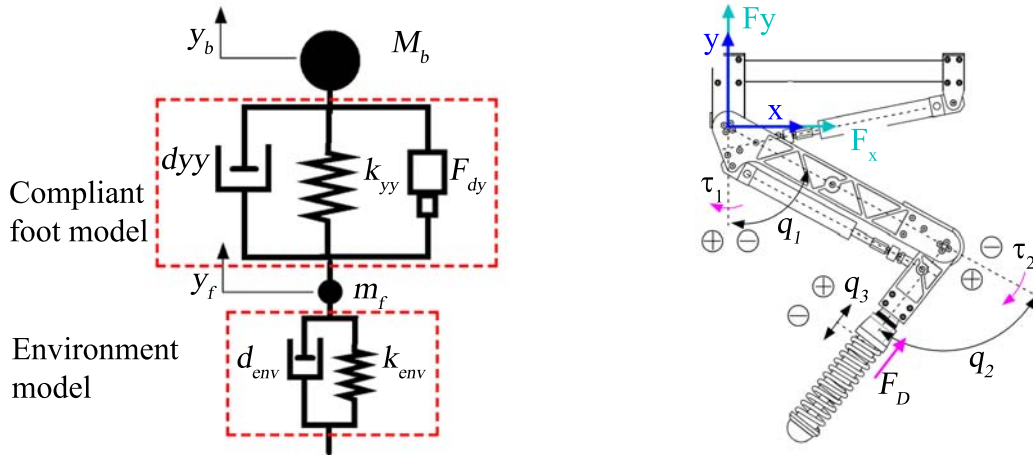 y_b
M_b
dyy
k_yy
F_dy
Compliant
foot model
y_f
m_f
Environment
model
d_env
k_env
Fy
y
x
F_x
τ_1
q_1
+ −
−
+
τ_2
+
−
q_3
q_2
F_D